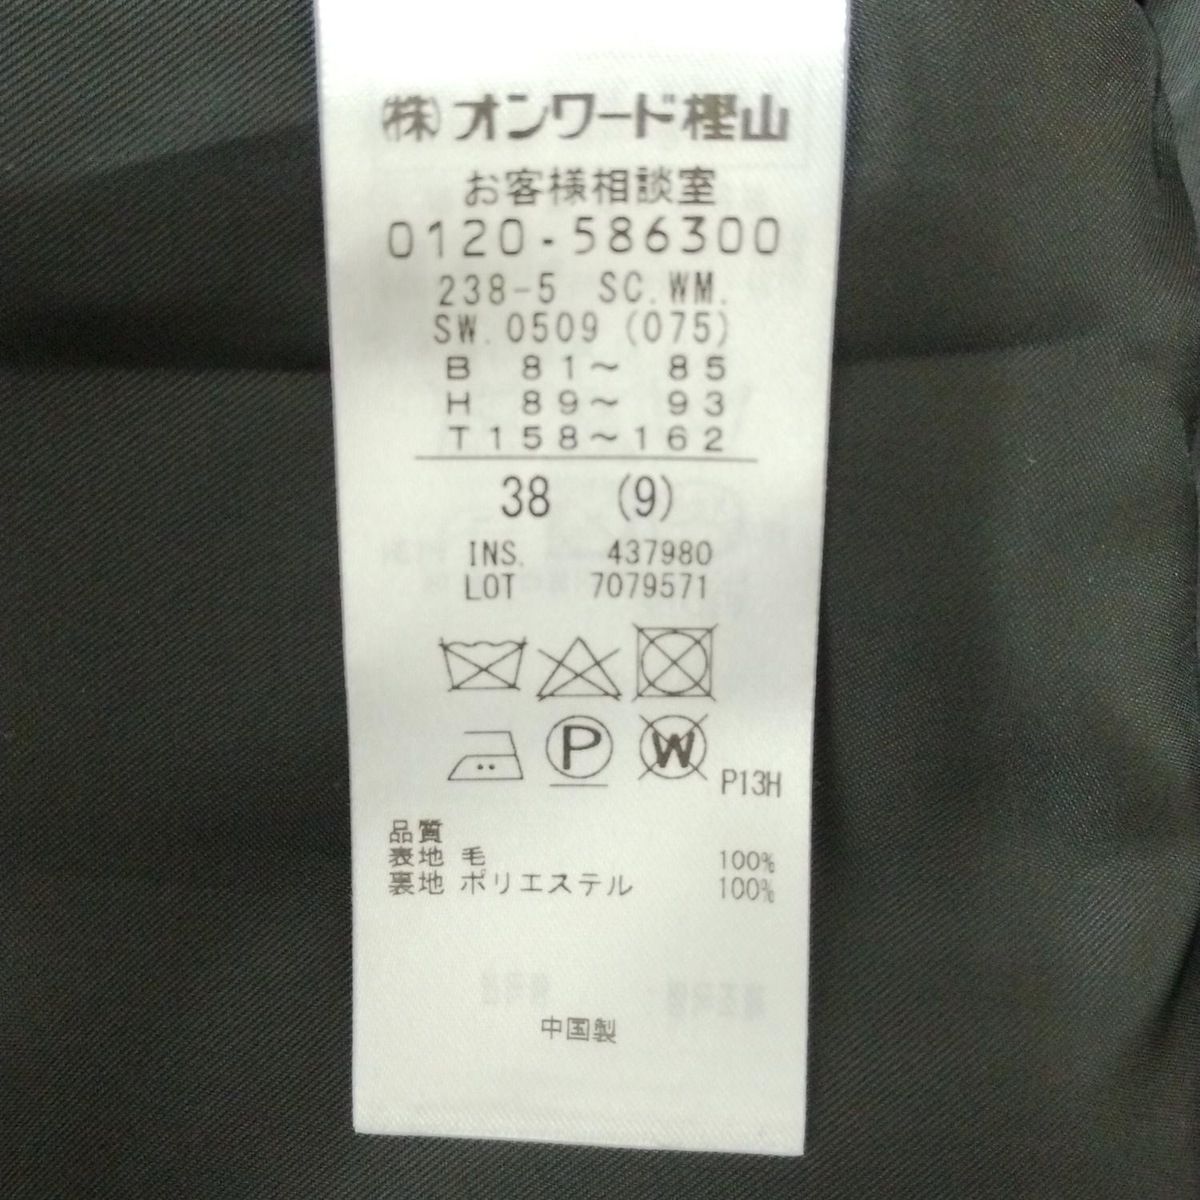 (株)オンワード樫山
お客様相談室
0120-586300
238-5 SC.WM.
SW.0509(075)
B 81～ 85
H 89～ 93
T158～162
38 (9)
INS. 437980
LOT 7079571
P W
P13H
品質
表地 毛 100%
裏地 ポリエステル 100%
中国製